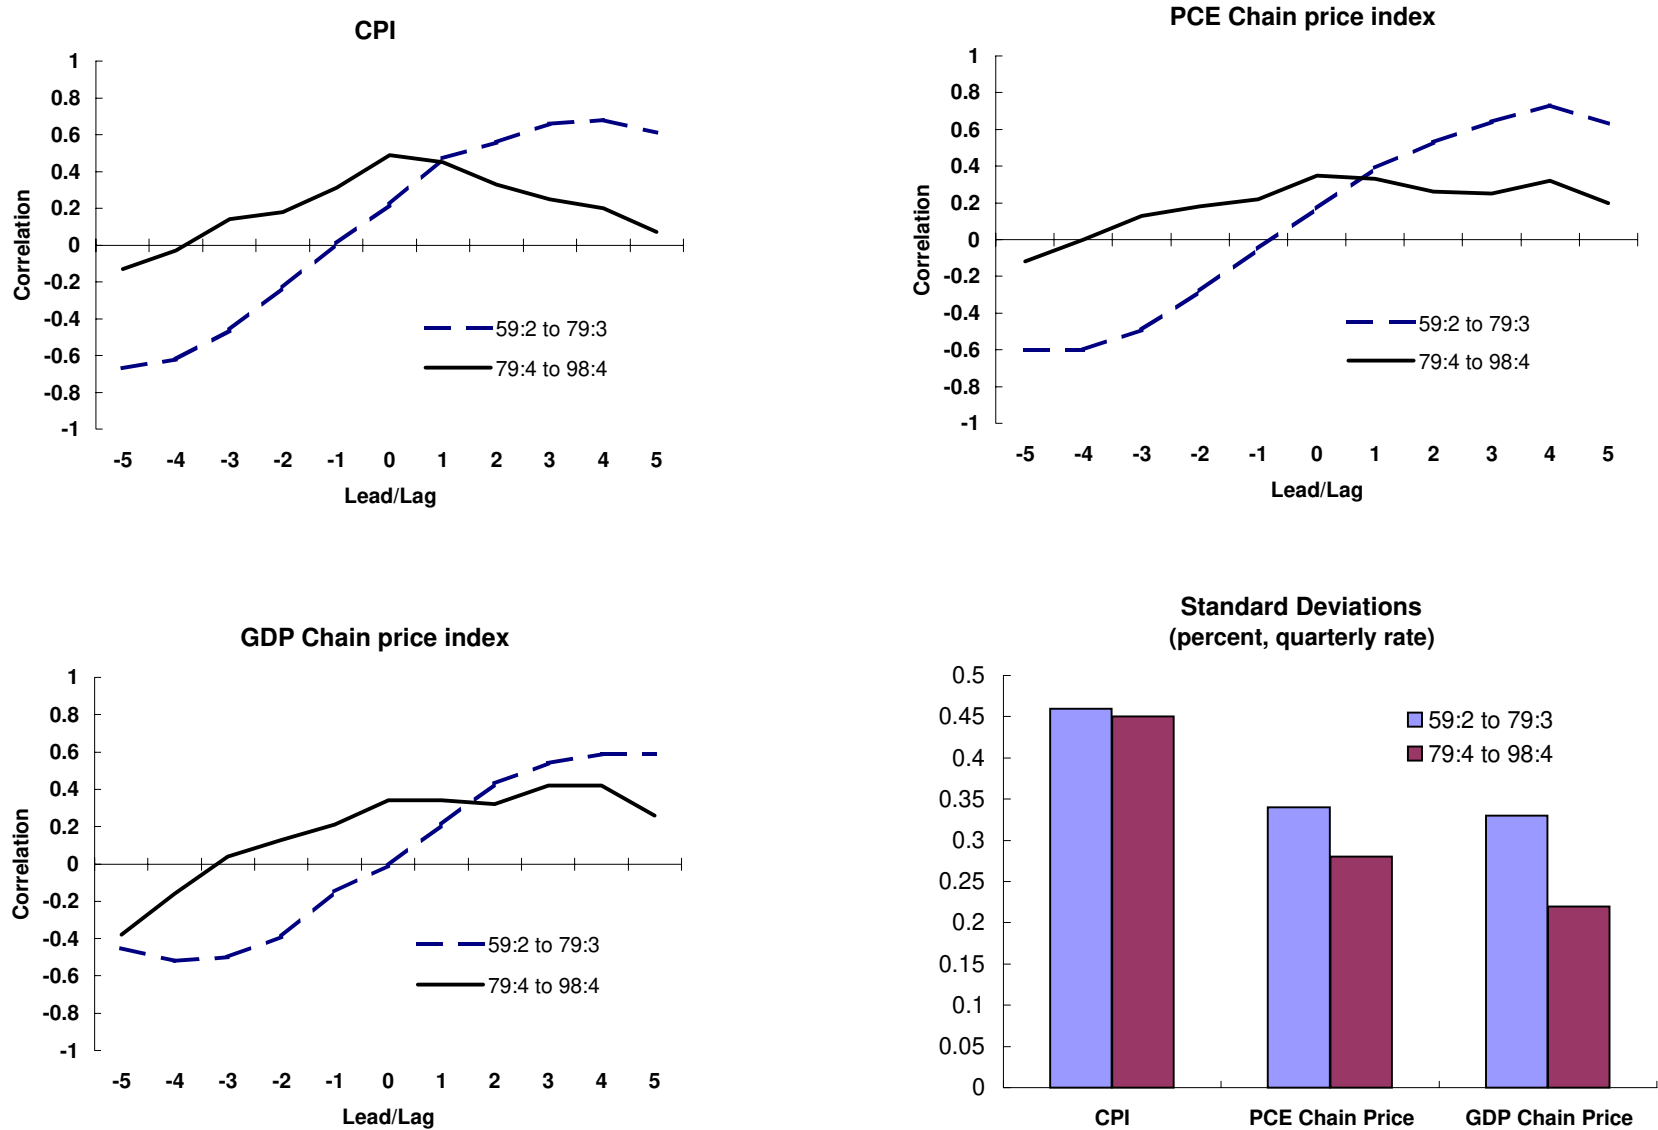 CPI
1
0.8
0.6
0.4
0.2
0
-0.2
-0.4
-0.6
-0.8
-1
Correlation
59:2 to 79:3
79:4 to 98:4
-5 -4 -3 -2 -1 0 1 2 3 4 5
Lead/Lag
PCE Chain price index
1
0.8
0.6
0.4
0.2
0
-0.2
-0.4
-0.6
-0.8
-1
Correlation
59:2 to 79:3
79:4 to 98:4
-5 -4 -3 -2 -1 0 1 2 3 4 5
Lead/Lag
GDP Chain price index
1
0.8
0.6
0.4
0.2
0
-0.2
-0.4
-0.6
-0.8
-1
Correlation
59:2 to 79:3
79:4 to 98:4
-5 -4 -3 -2 -1 0 1 2 3 4 5
Lead/Lag
Standard Deviations
(percent, quarterly rate)
0.5
0.45
0.4
0.35
0.3
0.25
0.2
0.15
0.1
0.05
0
59:2 to 79:3
79:4 to 98:4
CPI PCE Chain Price GDP Chain Price